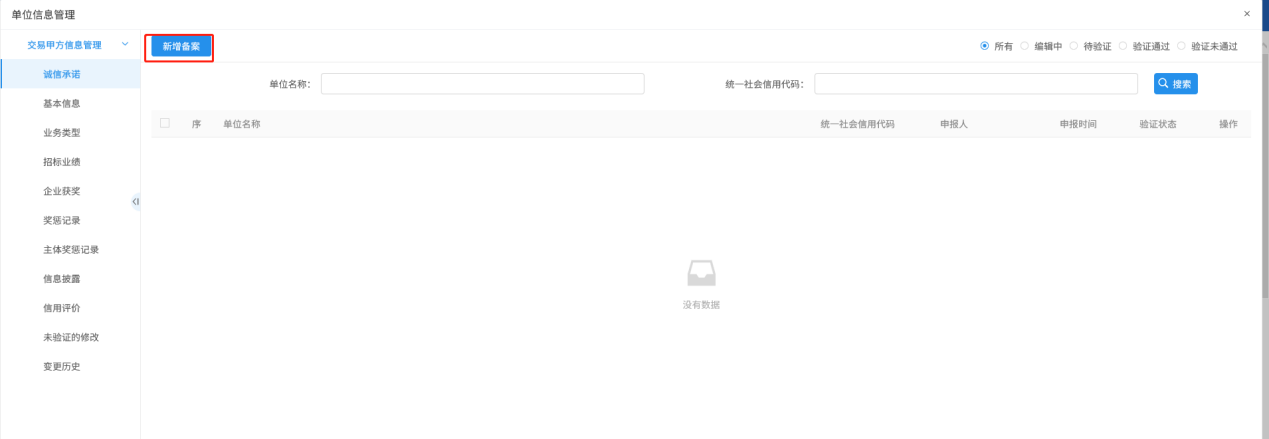 单位信息管理 ×
交易甲方信息管理
诚信承诺
基本信息
业务类型
招标业绩
企业获奖
奖惩记录
主体奖惩记录
信息披露
信用评价
未验证的修改
变更历史
新增备案
所有 编辑中 待验证 验证通过 验证未通过
单位名称: 统一社会信用代码: 搜索
序 单位名称 统一社会信用代码 申报人 申报时间 验证状态 操作
没有数据